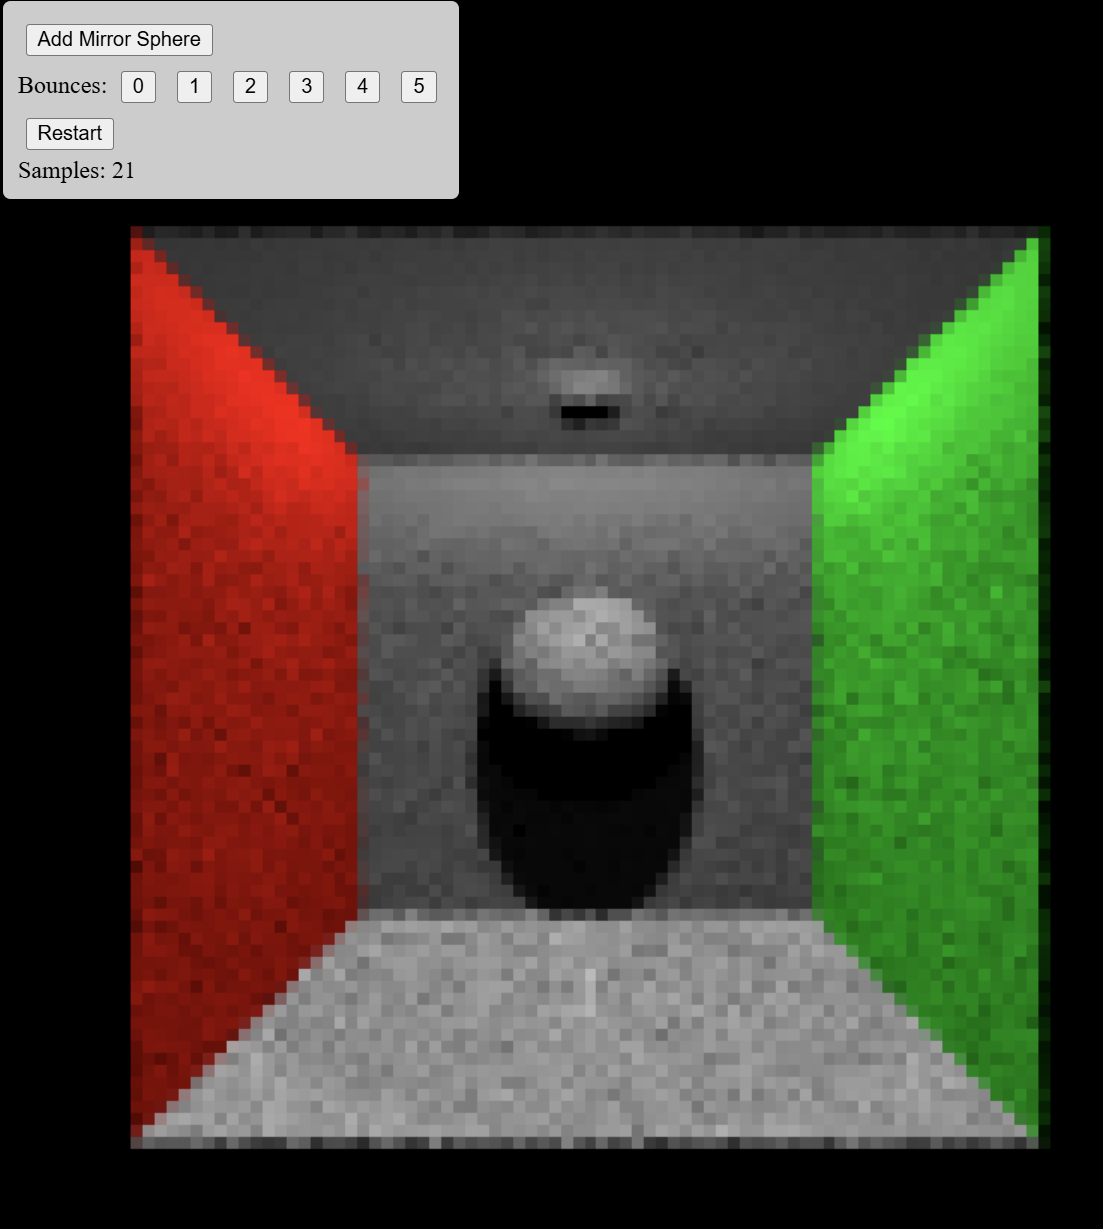 Add Mirror Sphere
Bounces: 0 1 2 3 4 5
Restart
Samples: 21